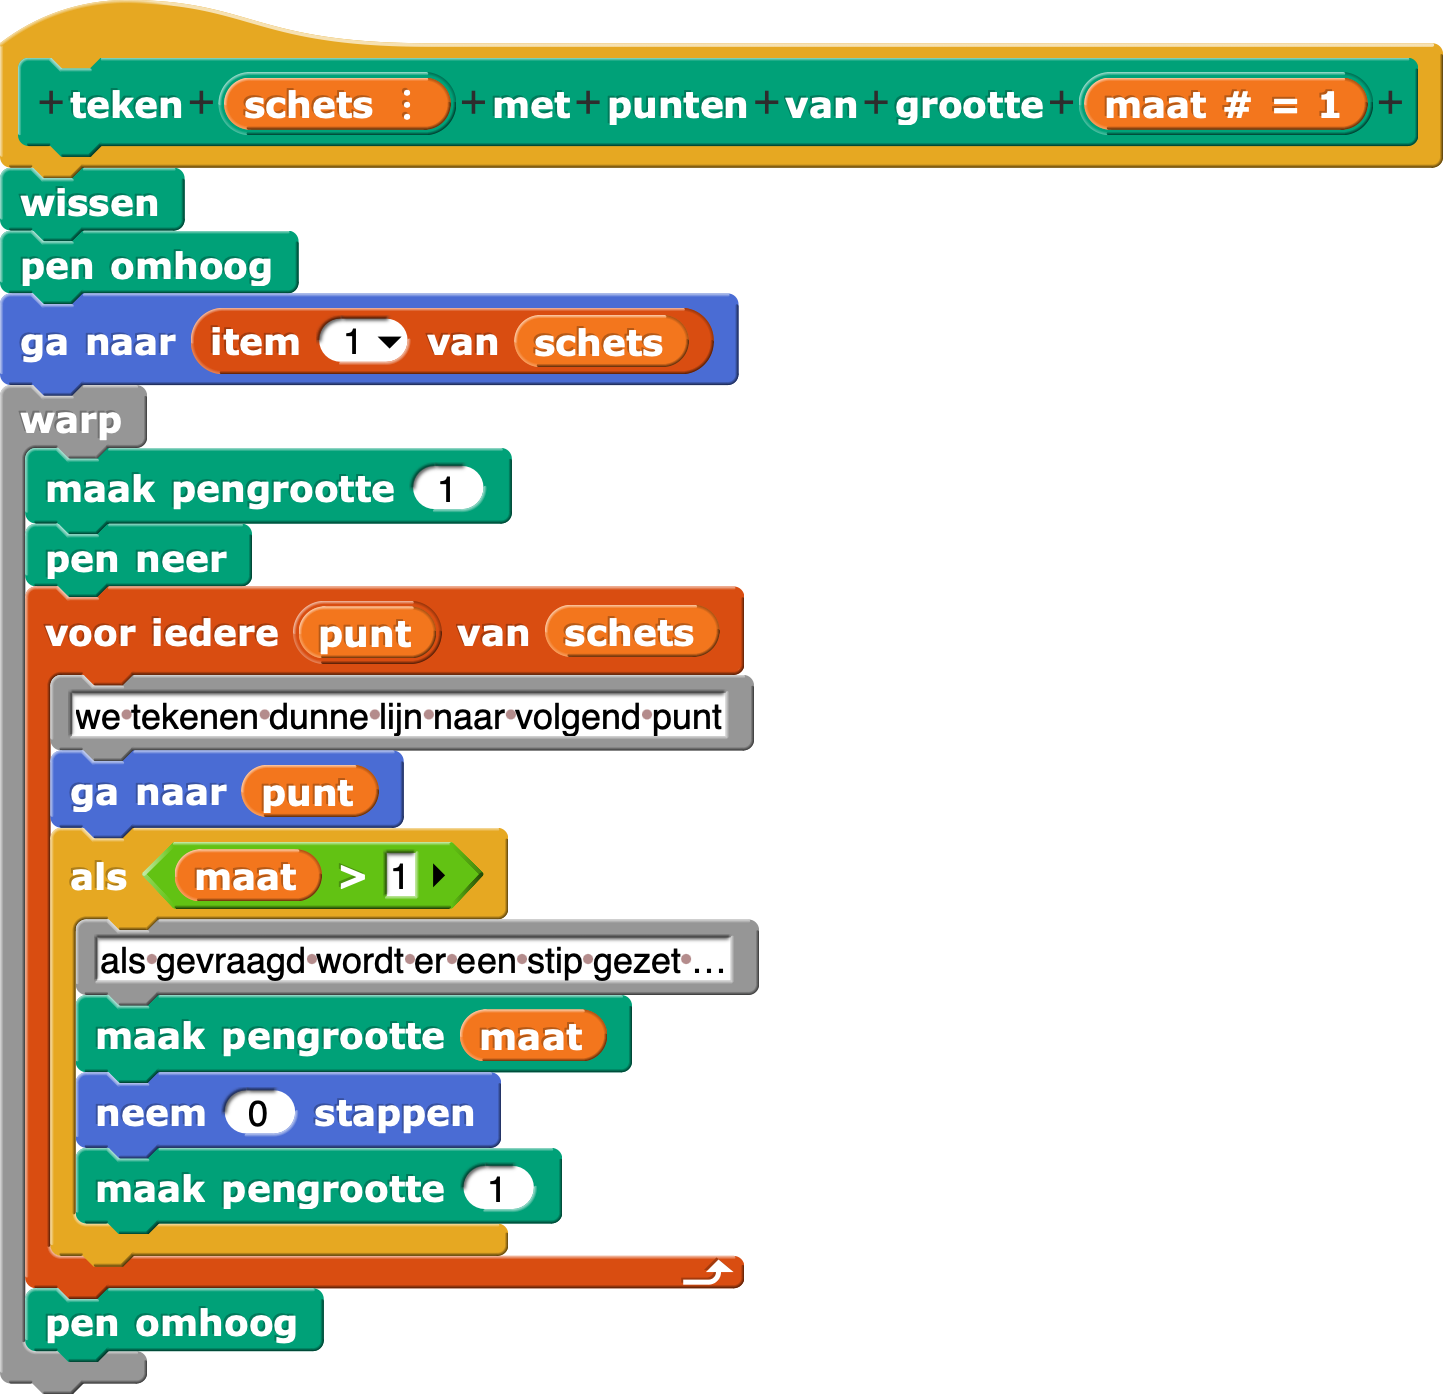 + teken + schets ⋮ + met + punten + van + grootte + maat # = 1 +
wissen
pen omhoog
ga naar item 1 van schets
warp
maak pengrootte 1
pen neer
voor iedere punt van schets
we•tekenen•dunne•lijn•naar•volgend•punt
ga naar punt
als maat > 1
als•gevraagd•wordt•er•een•stip•gezet•...
maak pengrootte maat
neem 0 stappen
maak pengrootte 1
pen omhoog